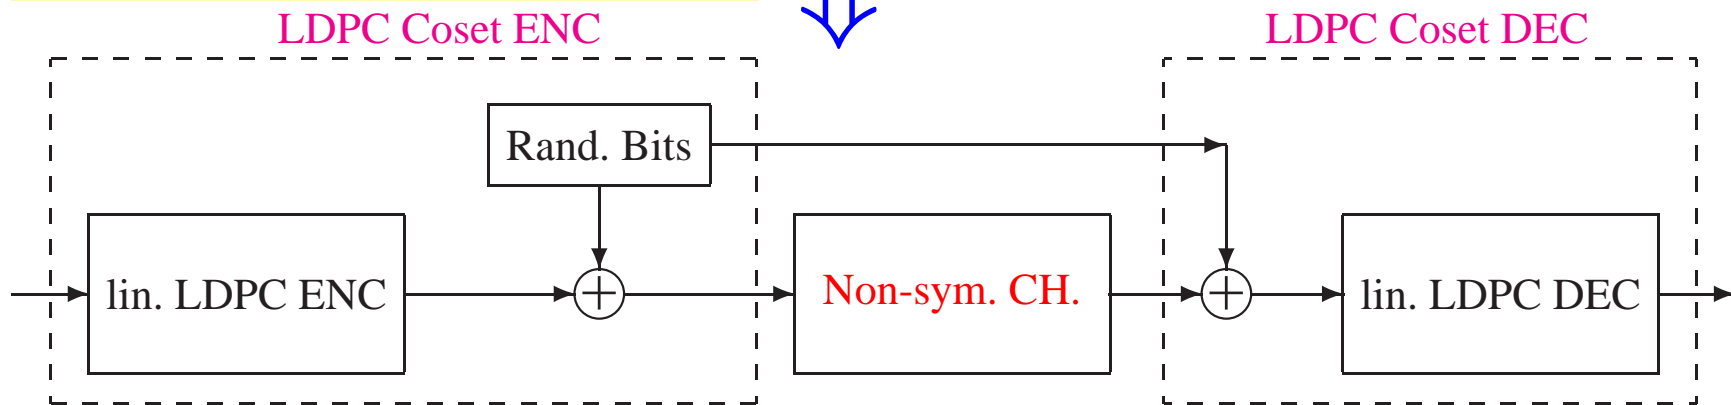 LDPC Coset ENC
LDPC Coset DEC
Rand. Bits
lin. LDPC ENC
Non-sym. CH.
lin. LDPC DEC